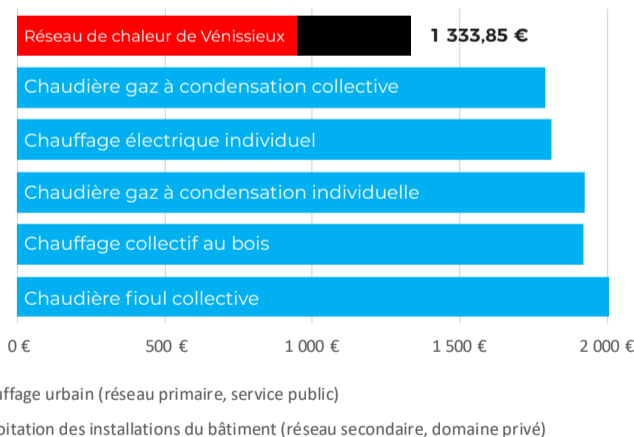 Réseau de chaleur de Vénissieux 1 333,85 €
Chaudière gaz à condensation collective
Chauffage électrique individuel
Chaudière gaz à condensation individuelle
Chauffage collectif au bois
Chaudière fioul collective
0 € 500 € 1 000 € 1 500 € 2 000 €
uffage urbain (réseau primaire, service public)
oitation des installations du bâtiment (réseau secondaire, domaine privé)